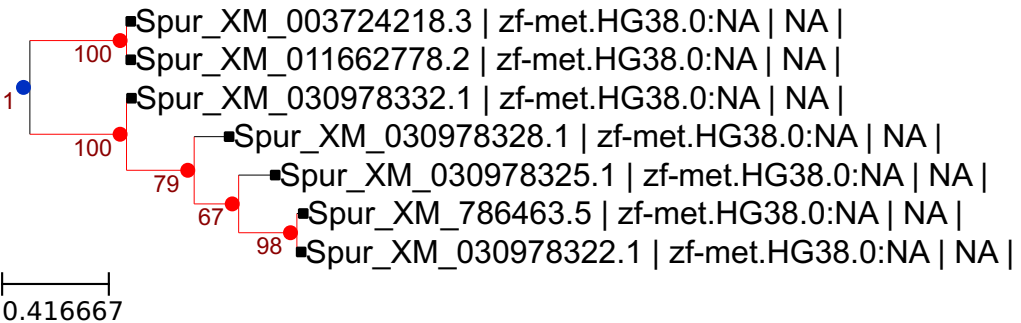 Spur_XM_003724218.3 | zf-met.HG38.0:NA | NA |
100
Spur_XM_011662778.2 | zf-met.HG38.0:NA | NA |
1
Spur_XM_030978332.1 | zf-met.HG38.0:NA | NA |
Spur_XM_030978328.1 | zf-met.HG38.0:NA | NA |
100
Spur_XM_030978325.1 | zf-met.HG38.0:NA | NA |
79
Spur_XM_786463.5 | zf-met.HG38.0:NA | NA |
67
98
Spur_XM_030978322.1 | zf-met.HG38.0:NA | NA |
0.416667